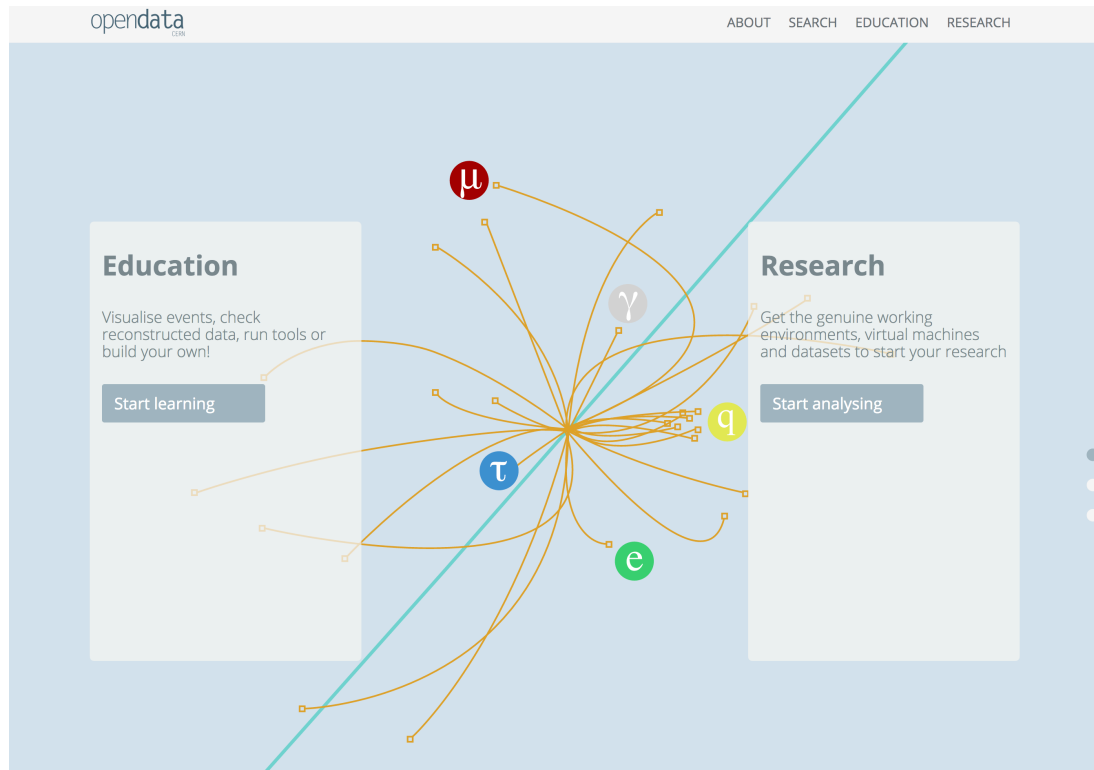 opendata
CERN
ABOUT SEARCH EDUCATION RESEARCH
μ
γ
q
τ
e
Education
Visualise events, check
reconstructed data, run tools or
build your own!
Start learning
Research
Get the genuine working
environments, virtual machines
and datasets to start your research
Start analysing